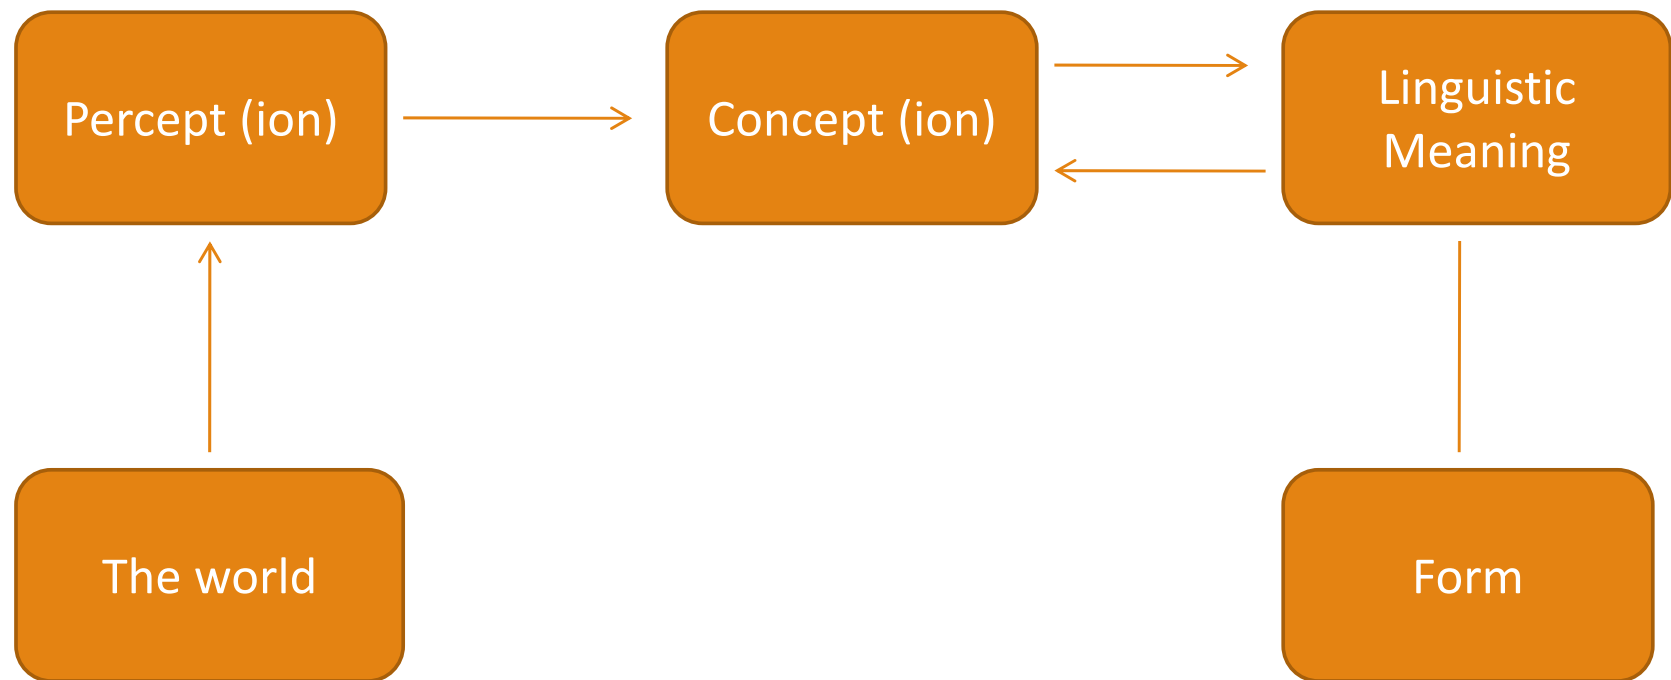 Percept (ion)
Concept (ion)
Linguistic
Meaning
The world
Form